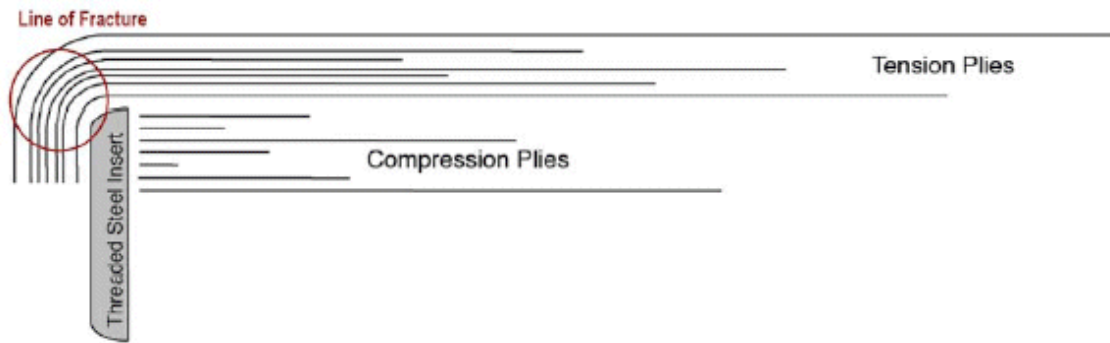 Line of Fracture
Tension Plies
Compression Plies
Threaded Steel Insert